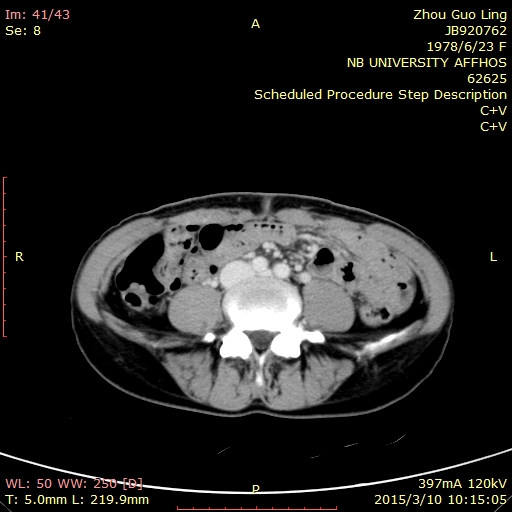 Im: 41/43
Se: 8
A
Zhou Guo Ling
JB920762
1978/6/23 F
NB UNIVERSITY AFFHOS
62625
Scheduled Procedure Step Description
C+V
C+V
R
L
WL: 50 WW: 250 [D]
T: 5.0mm L: 219.9mm
P
397mA 120kV
2015/3/10 10:15:05